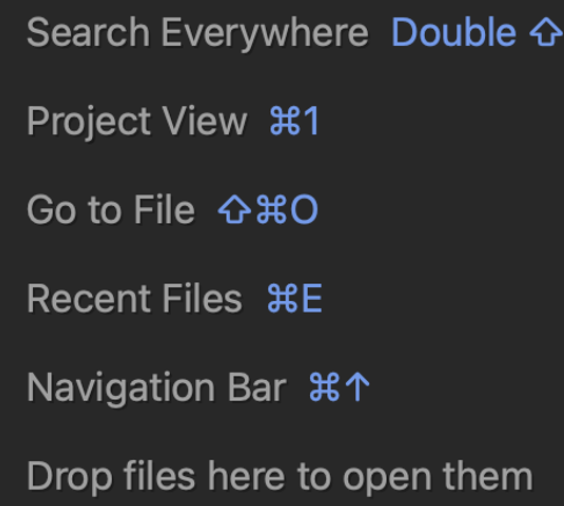 Search Everywhere Double ⇧
Project View ⌘1
Go to File ⇧⌘O
Recent Files ⌘E
Navigation Bar ⌘↑
Drop files here to open them